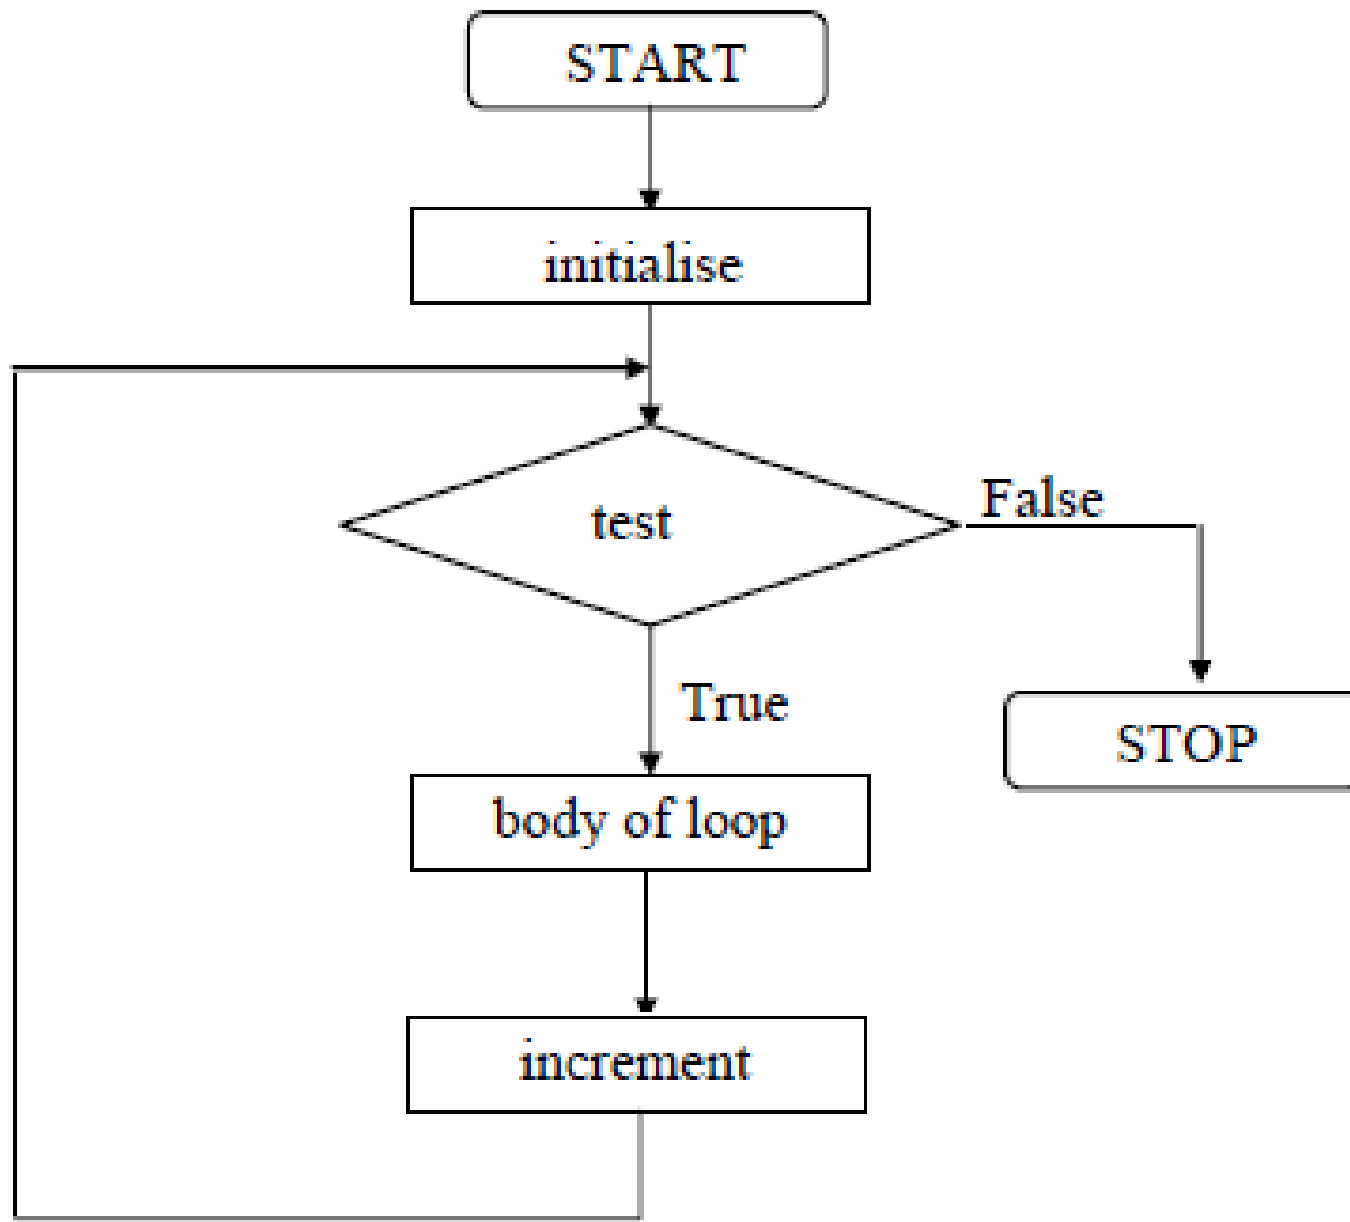 START
initialise
test
False
True
STOP
body of loop
increment